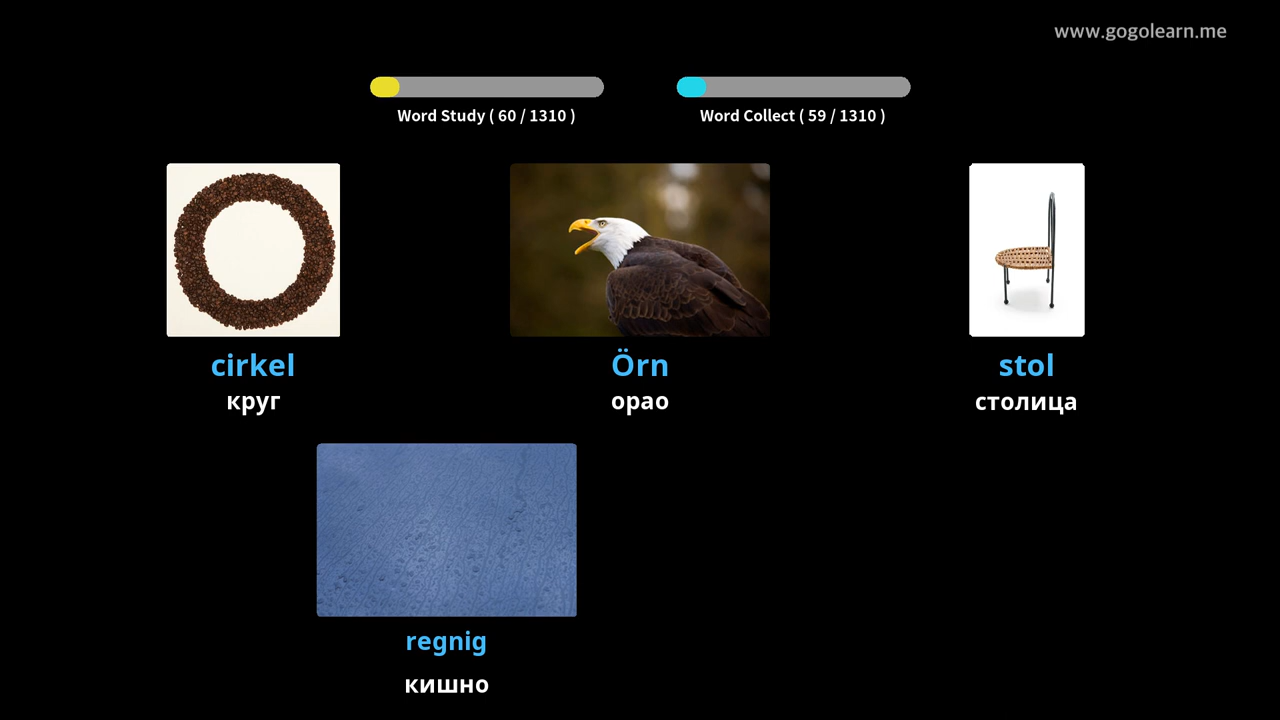 www.gogolearn.me
Word Study ( 60 / 1310 )
Word Collect ( 59 / 1310 )
cirkel
круг
Örn
орао
stol
столица
regnig
кишно